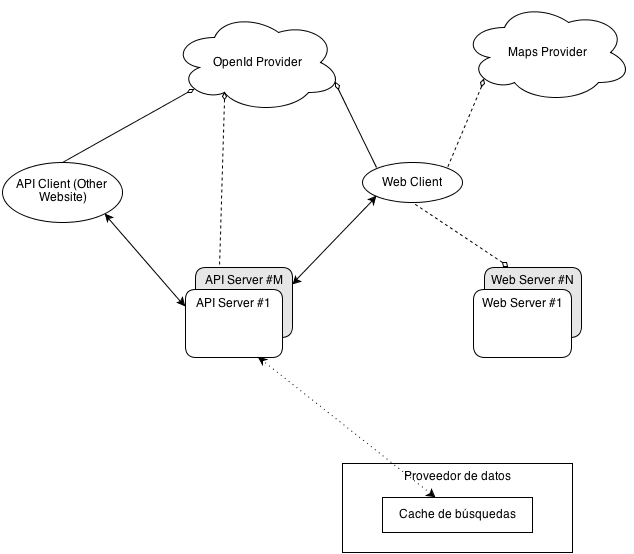 Maps Provider
OpenId Provider
API Client (Other
Website)
Web Client
API Server #M
API Server #1
Web Server #N
Web Server #1
Proveedor de datos
Cache de búsquedas